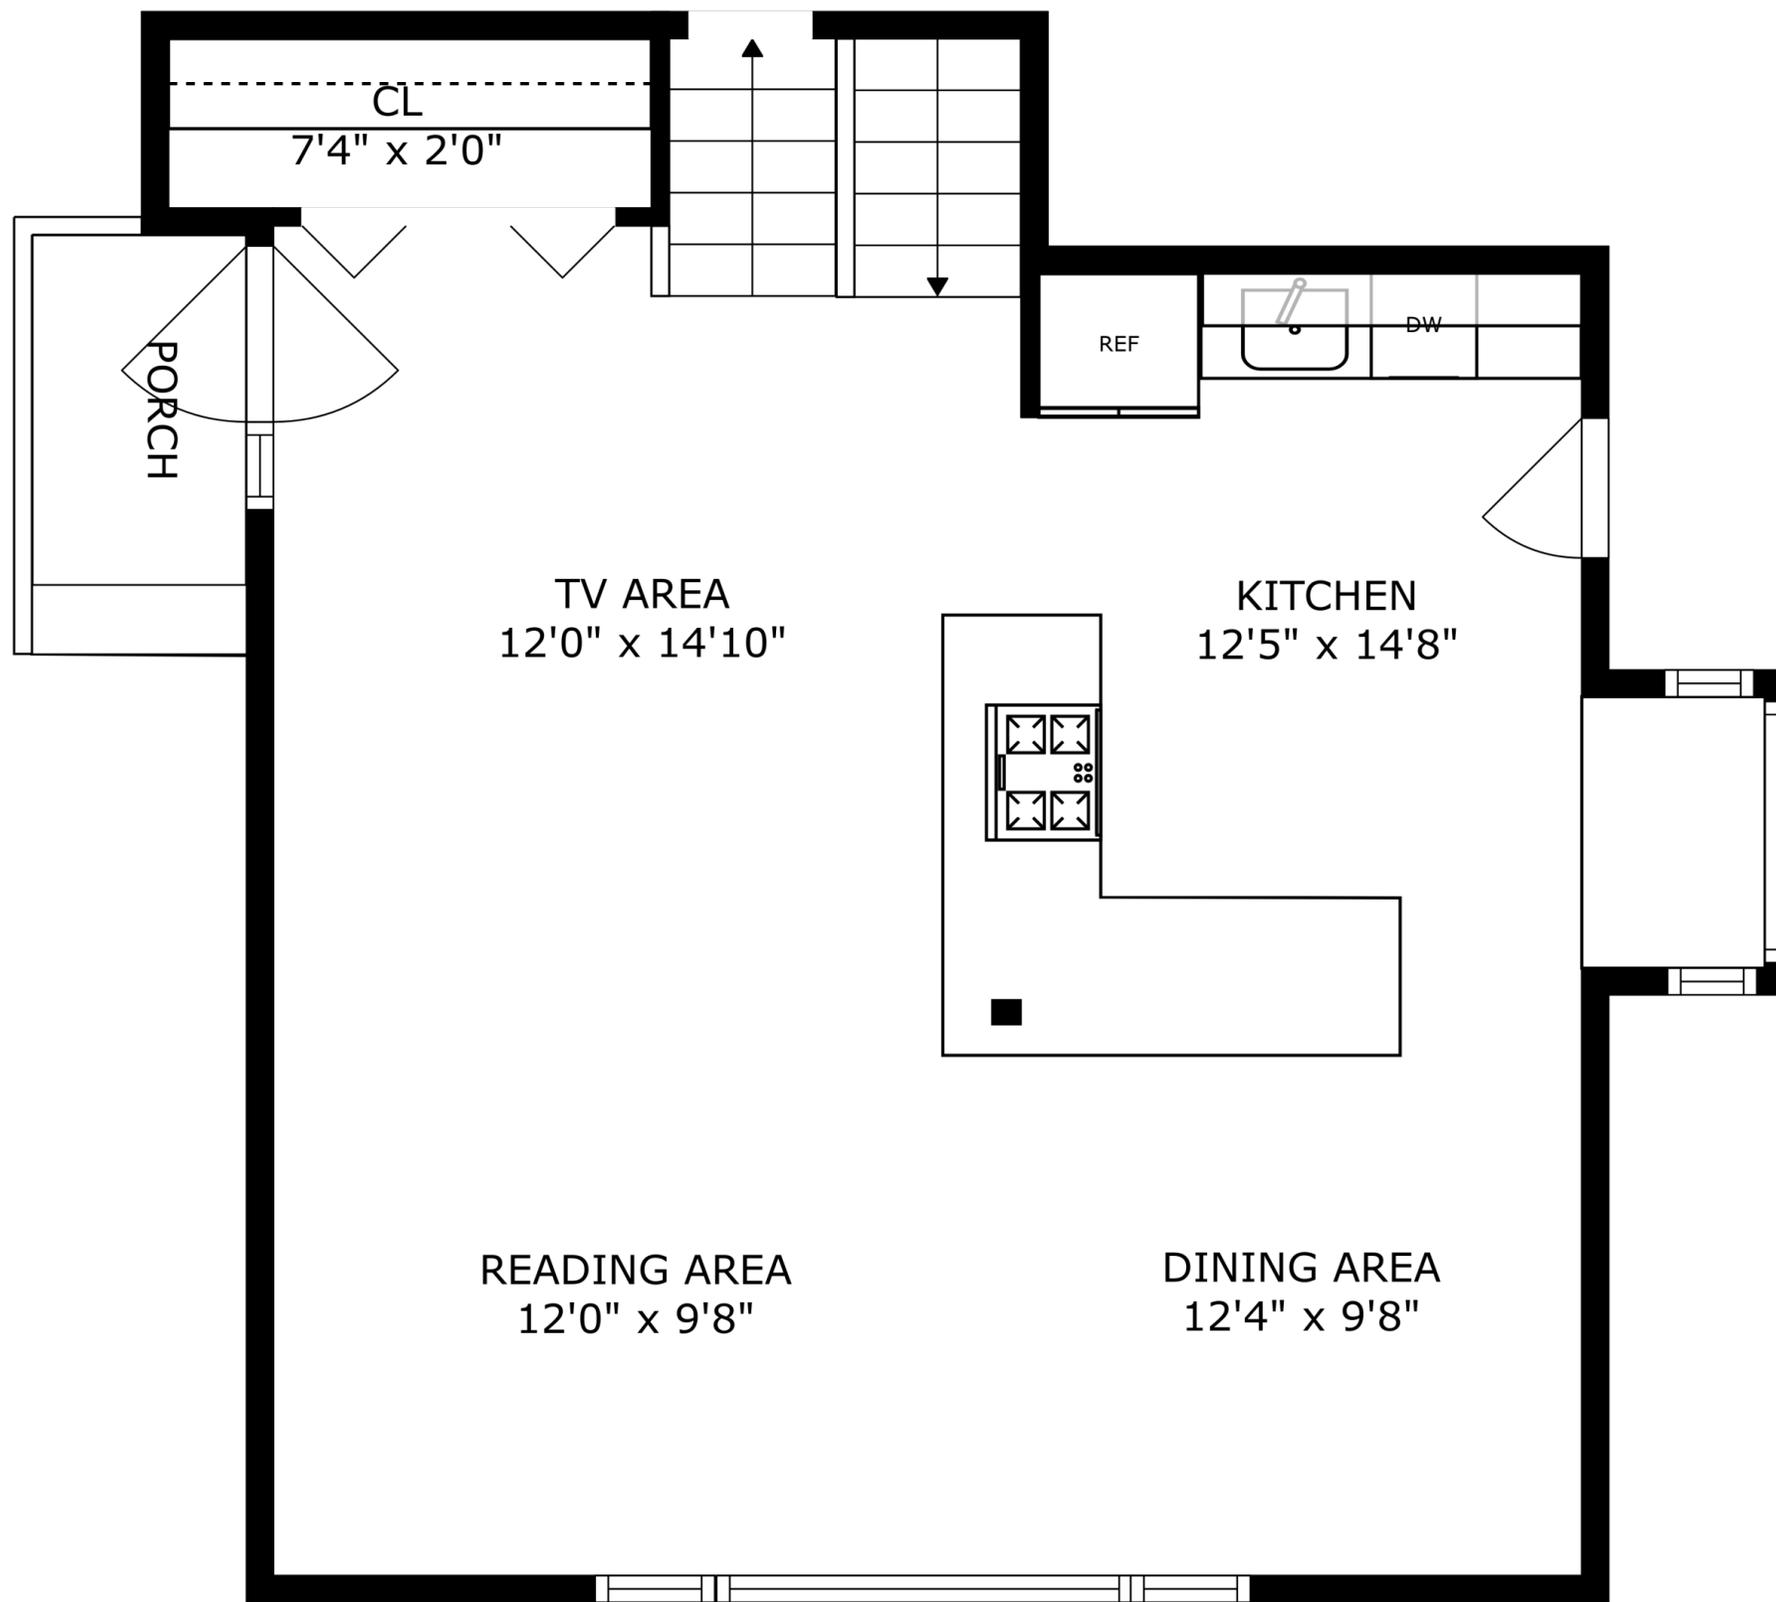 CL
7'4" x 2'0"
REF
DW
PORCH
TV AREA
12'0" x 14'10"
KITCHEN
12'5" x 14'8"
READING AREA
12'0" x 9'8"
DINING AREA
12'4" x 9'8"